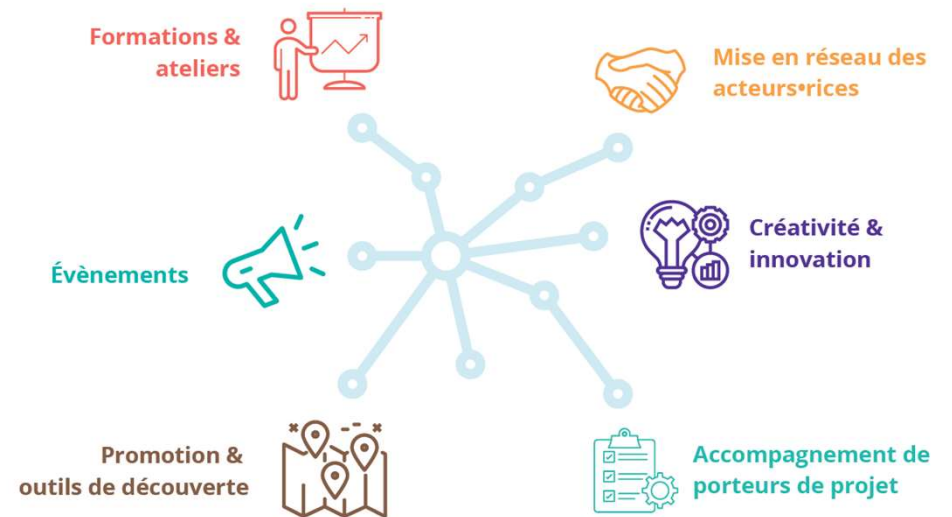 Formations &
ateliers
Mise en réseau des
acteurs•rices
Évènements
Créativité &
innovation
Promotion &
outils de découverte
Accompagnement de
porteurs de projet